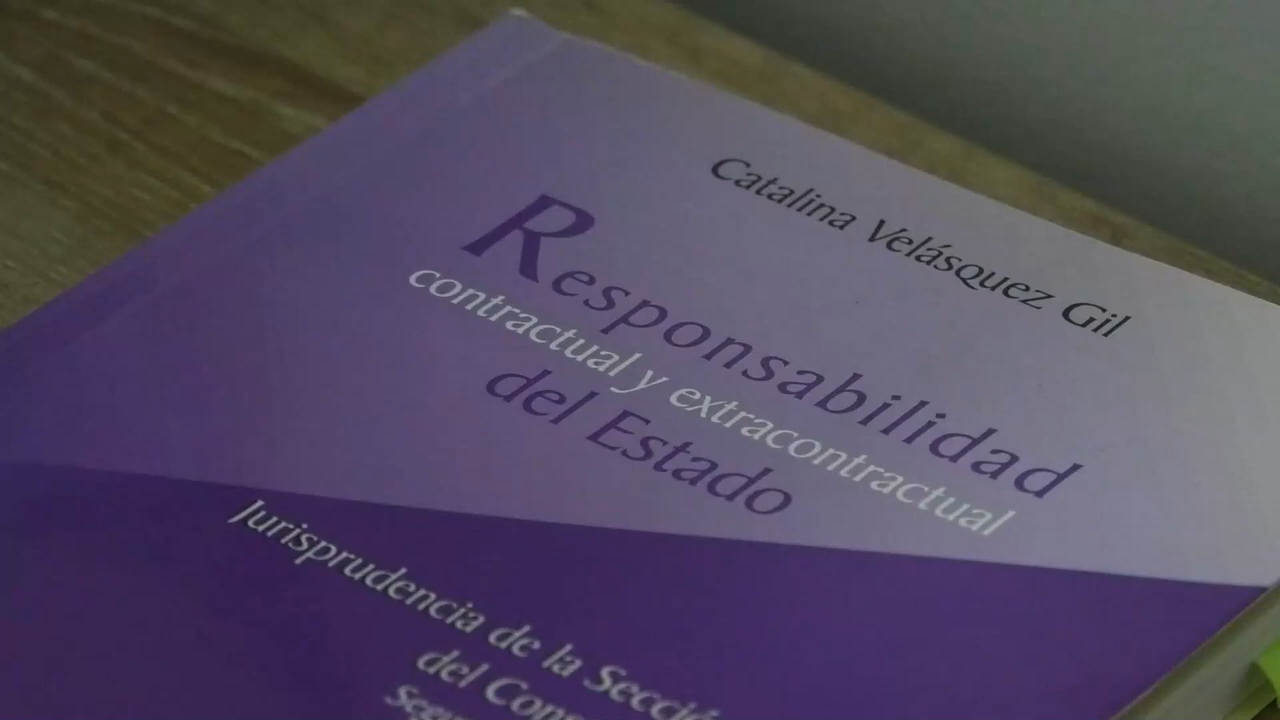 Catalina Velásquez Gil
Responsabilidad
contractual y extracontractual
del Estado
Jurisprudencia de la
del